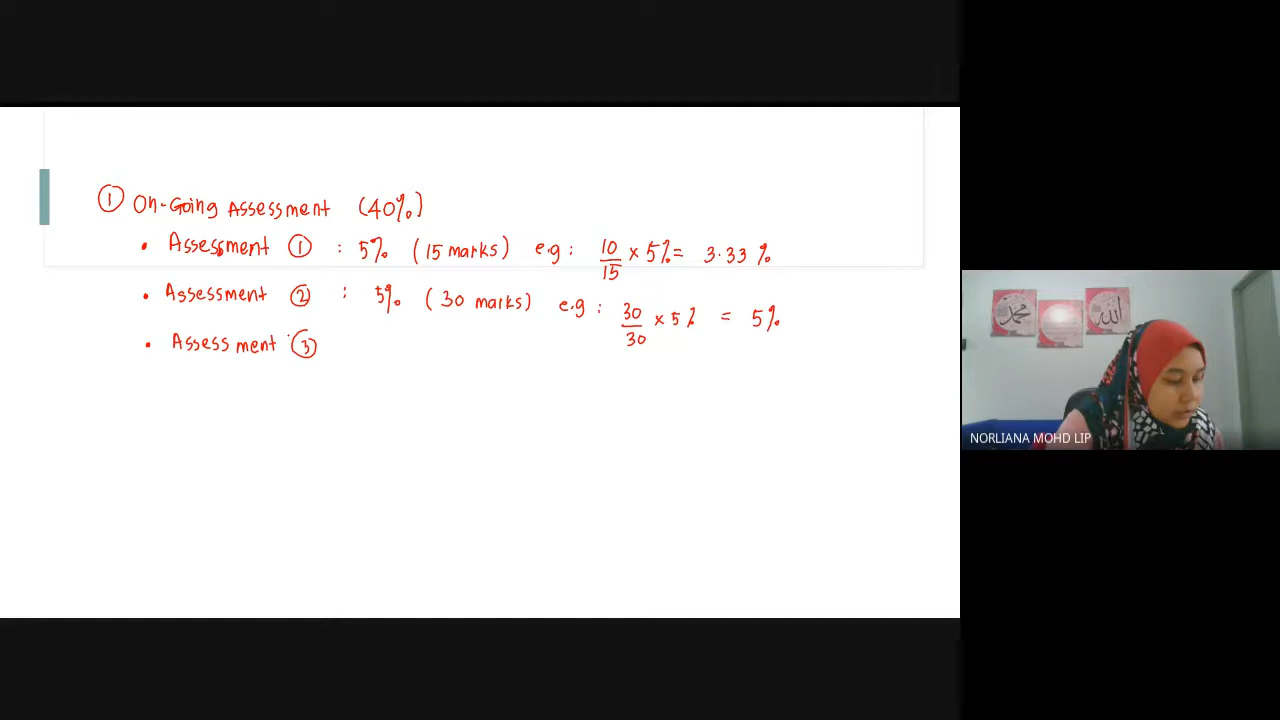 ① On-Going Assessment (40%)
• Assessment ① : 5% (15 marks) e.g : 10/15 x 5% = 3.33 %
• Assessment ② : 5% (30 marks) e.g : 30/30 x 5% = 5%
• Assessment ③
NORLIANA MOHD LIP